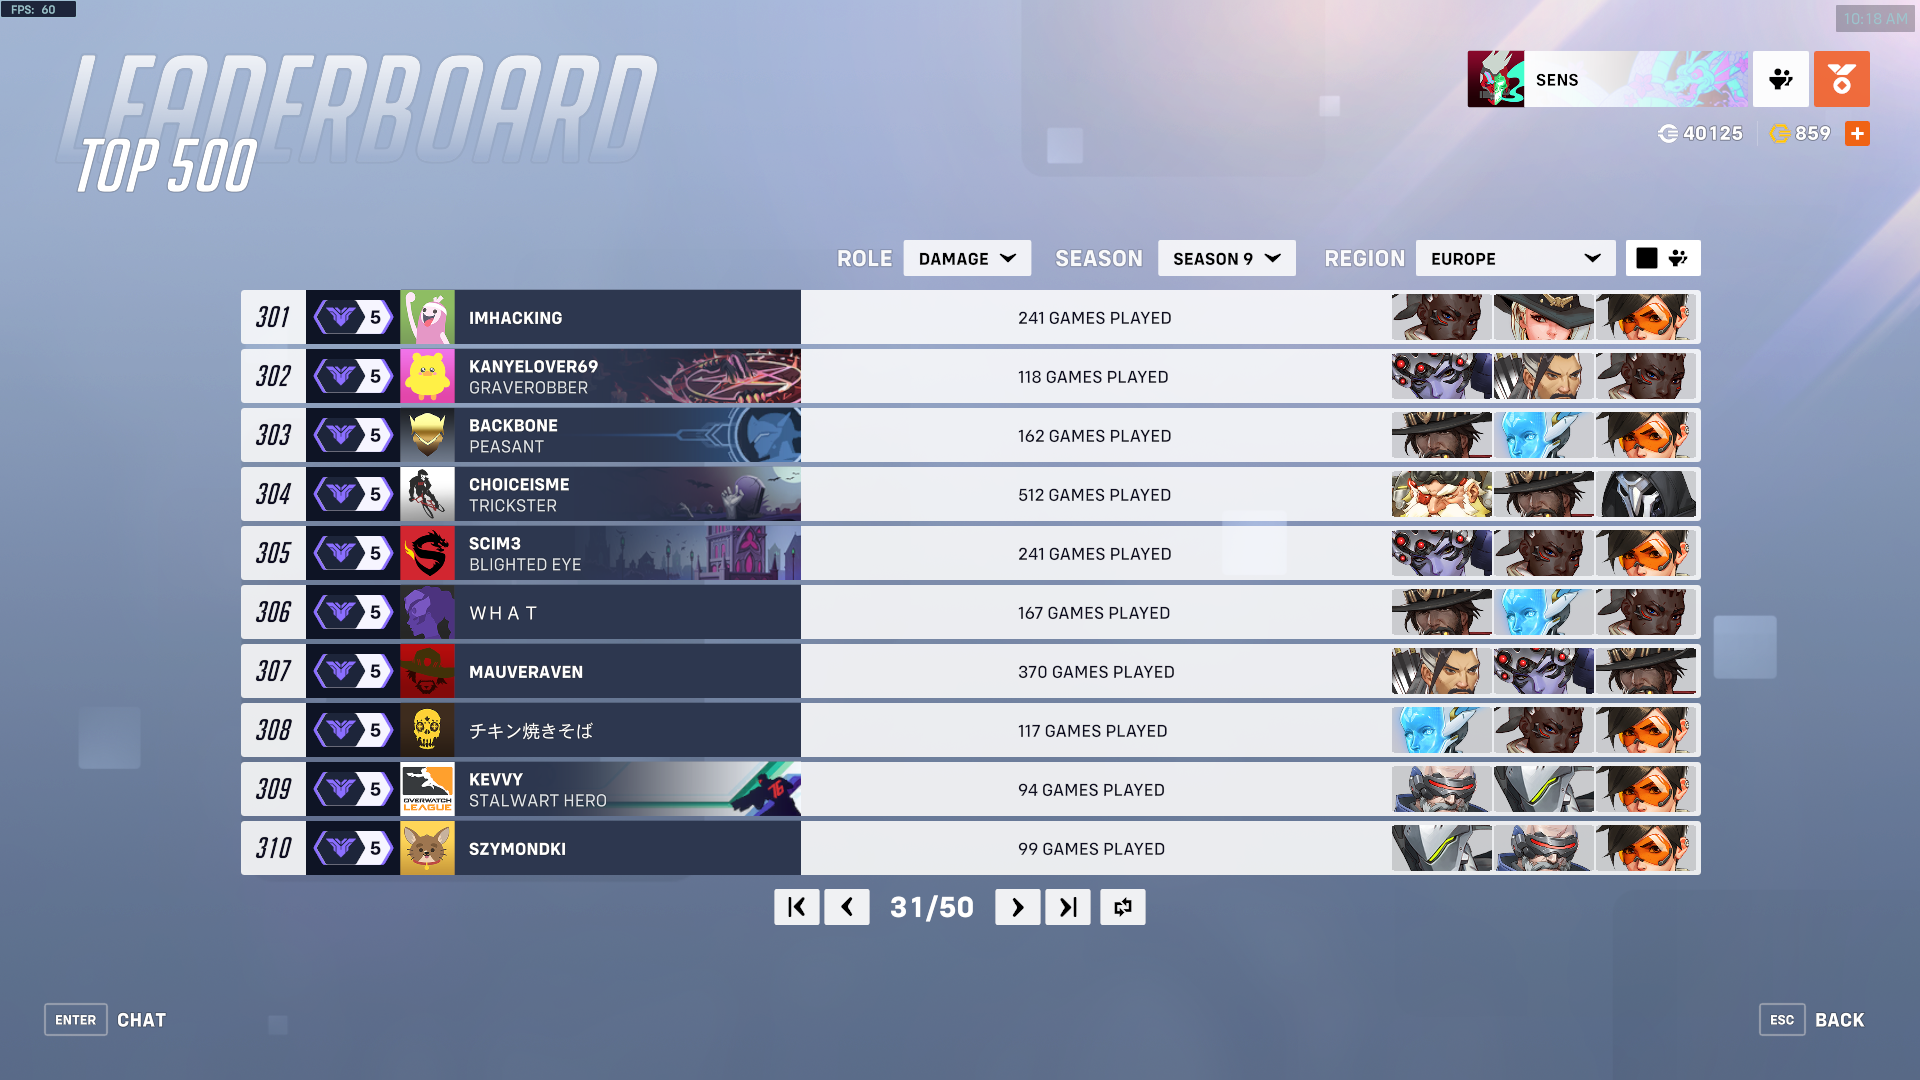 FPS: 60
10:18 AM
LEADERBOARD
TOP 500
SENS
40125 859
ROLE DAMAGE SEASON SEASON 9 REGION EUROPE
301 5 IMHACKING 241 GAMES PLAYED
302 5 KANYELOVER69 118 GAMES PLAYED
GRAVEROBBER
303 5 BACKBONE 162 GAMES PLAYED
PEASANT
304 5 CHOICEISME 512 GAMES PLAYED
TRICKSTER
305 5 SCIM3 241 GAMES PLAYED
BLIGHTED EYE
306 5 W H A T 167 GAMES PLAYED
307 5 MAUVERAVEN 370 GAMES PLAYED
308 5 チキン焼きそば 117 GAMES PLAYED
309 5 OVERWATCH LEAGUE KEVVY 76 94 GAMES PLAYED
STALWART HERO
310 5 SZYMONDKI 99 GAMES PLAYED
31/50
ENTER CHAT
ESC BACK